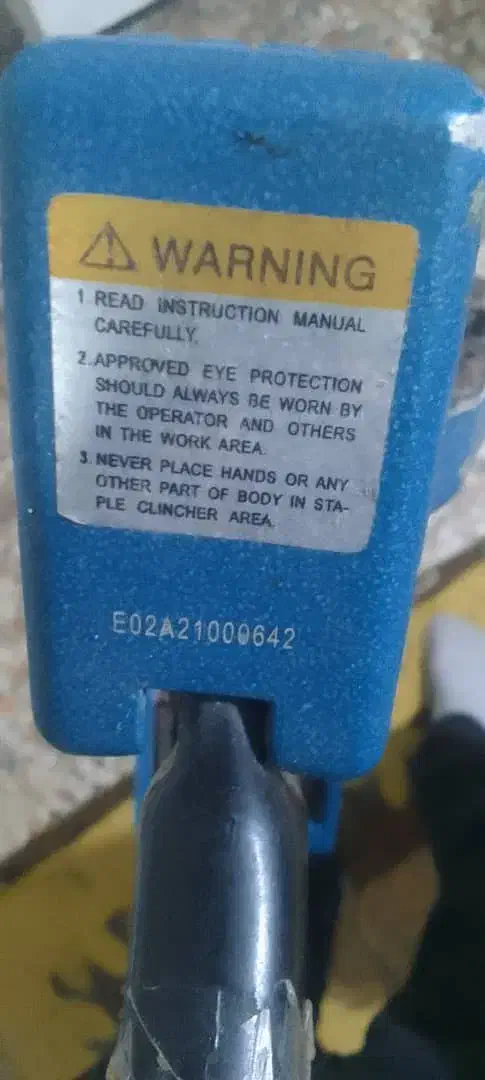 WARNING
1. READ INSTRUCTION MANUAL
CAREFULLY.
2. APPROVED EYE PROTECTION
SHOULD ALWAYS BE WORN BY
THE OPERATOR AND OTHERS
IN THE WORK AREA.
3. NEVER PLACE HANDS OR ANY
OTHER PART OF BODY IN STA-
PLE CLINCHER AREA.
E02A21000642